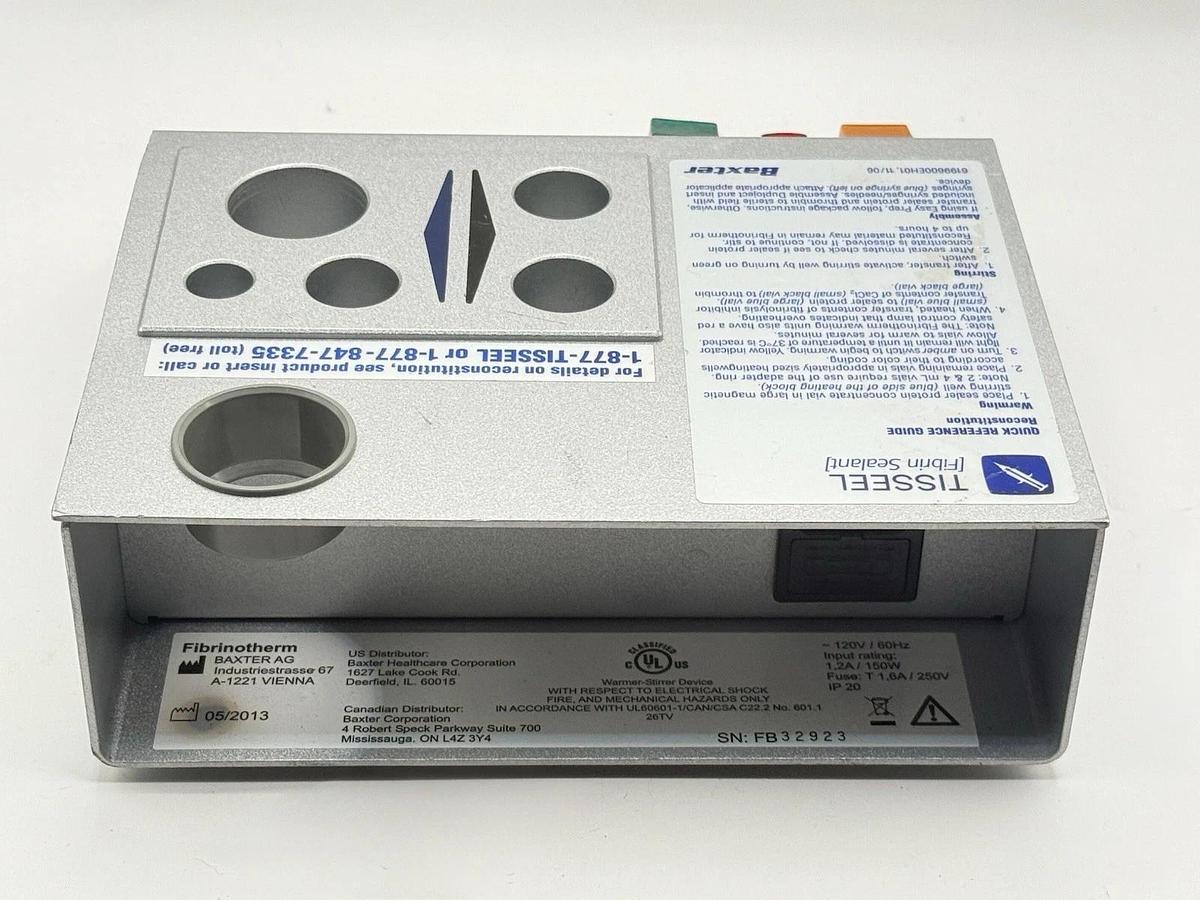 TISSEEL
[Fibrin Sealant]
QUICK REFERENCE GUIDE
Reconstitution
Warming
1. Place sealer protein concentrate vial in large magnetic
stirring well (blue side of the heating block).
Note: 2 & 4 mL vials require use of the adapter ring.
2. Place remaining vials in appropriately sized heatingwells
according to their color coding.
3. Turn on amber switch to begin warming. Yellow indicator
light will remain lit until a temperature of 37°C is reached.
Allow vials to warm for several minutes.
Note: The Fibrinotherm warming units also have a red
safety control lamp that indicates overheating.
4. When heated, transfer contents of fibrinolysis inhibitor
(small blue vial) to sealer protein (large blue vial).
Transfer contents of CaCl₂ (small black vial) to thrombin
(large black vial).
Stirring
1. After transfer, activate stirring well by turning on green
switch.
2. After several minutes check to see if sealer protein
concentrate is dissolved. If not, continue to stir.
Reconstituted material may remain in Fibrinotherm for
up to 4 hours.
Assembly
If using Easy Prep, follow package instructions. Otherwise,
transfer sealer protein and thrombin to sterile field with
included syringes/needles. Assemble Duploject and insert
syringes (blue syringe on left). Attach appropriate applicator
device.
6199600EH01, 11/06
Baxter
For details on reconstitution, see product insert or call:
1-877-TISSEEL or 1-877-847-7335 (toll free)
Fibrinotherm
BAXTER AG
Industriestrasse 67
A-1221 VIENNA
05/2013
US Distributor:
Baxter Healthcare Corporation
1627 Lake Cook Rd.
Deerfield, IL. 60015
Canadian Distributor:
Baxter Corporation
4 Robert Speck Parkway Suite 700
Mississauga. ON L4Z 3Y4
CLASSIFIED
C UL US
Warmer-Stirrer Device
WITH RESPECT TO ELECTRICAL SHOCK
FIRE, AND MECHANICAL HAZARDS ONLY
IN ACCORDANCE WITH UL60601-1/CAN/CSA C22.2 No. 601.1
26TV
SN: FB32923
~ 120V / 60Hz
Input rating:
1,2A / 150W
Fuse: T 1,6A / 250V
IP 20